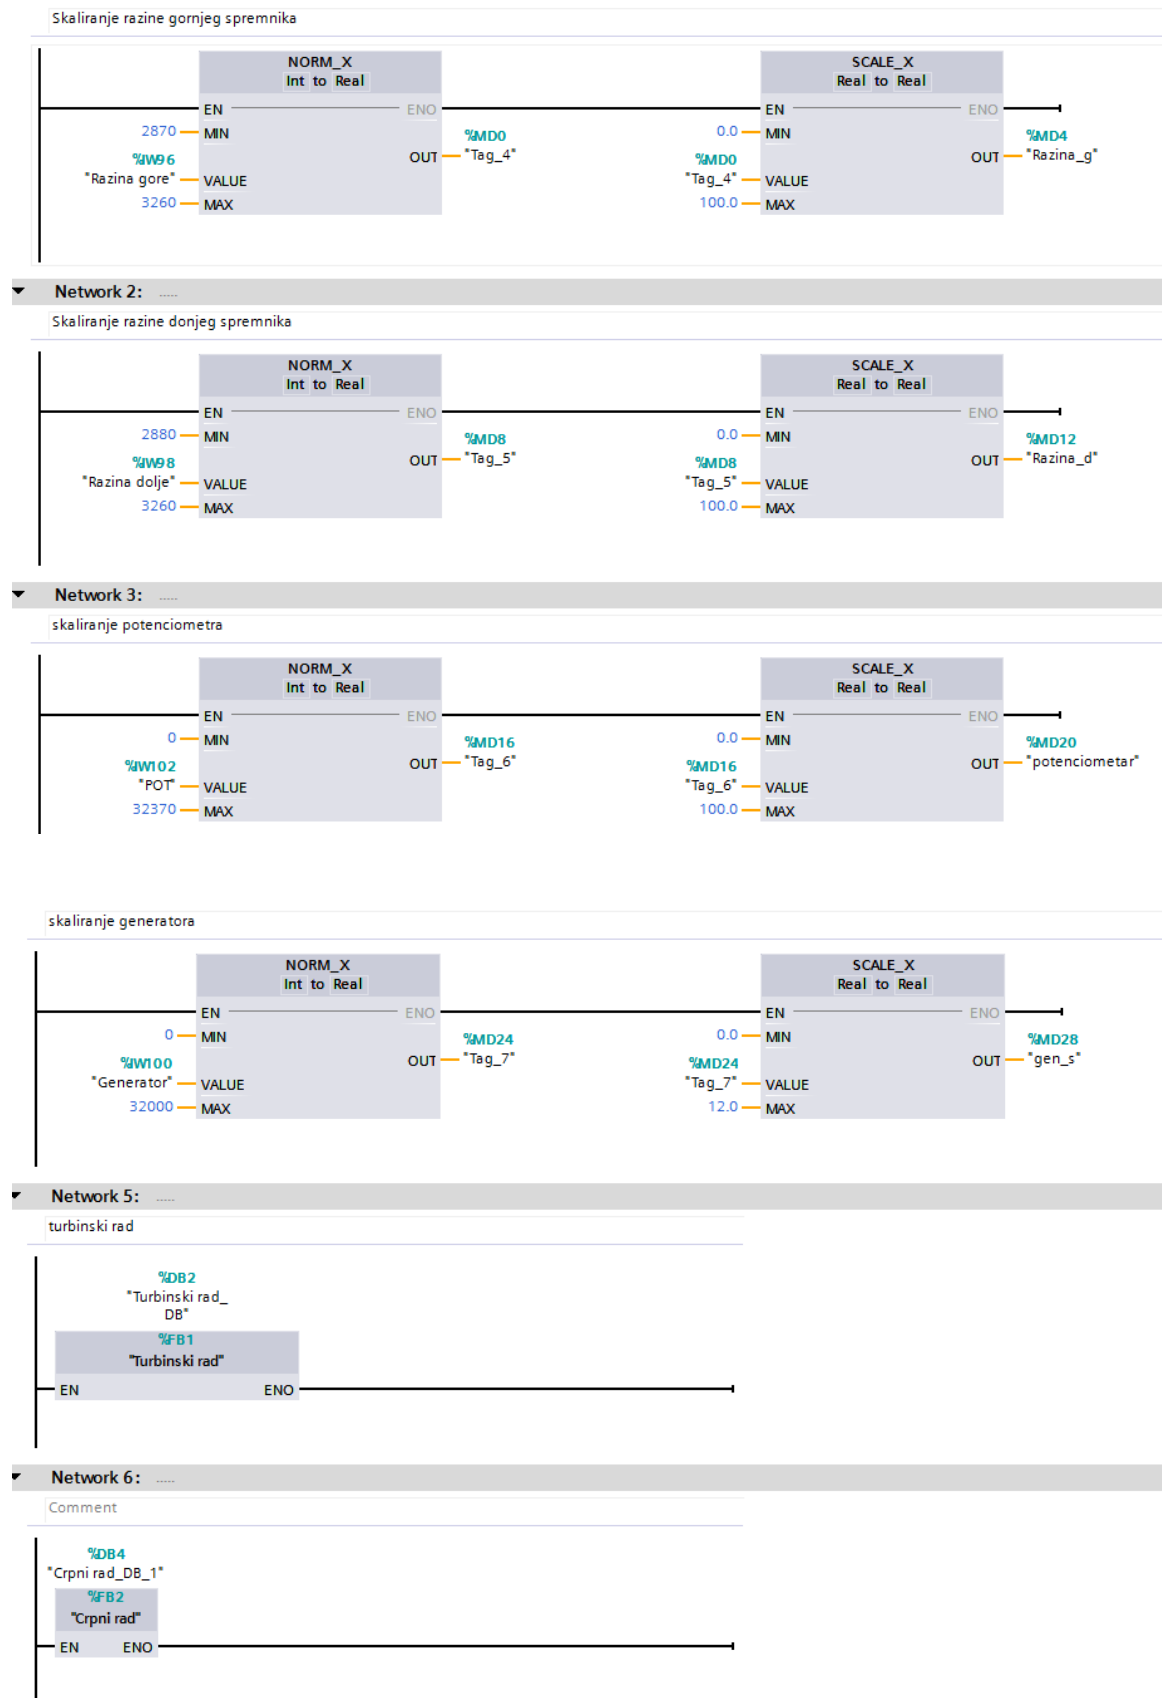 Skaliranje razine gornjeg spremnika
NORM_X SCALE_X
Int to Real Real to Real
EN ENO EN ENO
2870 MIN %MD0 0.0 MIN %MD4
%IW96 OUT "Tag_4" %MD0 OUT "Razina_g"
"Razina gore" VALUE "Tag_4" VALUE
3260 MAX 100.0 MAX
Network 2: .....
Skaliranje razine donjeg spremnika
NORM_X SCALE_X
Int to Real Real to Real
EN ENO EN ENO
2880 MIN %MD8 0.0 MIN %MD12
%IW98 OUT "Tag_5" %MD8 OUT "Razina_d"
"Razina dolje" VALUE "Tag_5" VALUE
3260 MAX 100.0 MAX
Network 3: .....
skaliranje potenciometra
NORM_X SCALE_X
Int to Real Real to Real
EN ENO EN ENO
0 MIN %MD16 0.0 MIN %MD20
%IW102 OUT "Tag_6" %MD16 OUT "potenciometar"
"POT" VALUE "Tag_6" VALUE
32370 MAX 100.0 MAX
skaliranje generatora
NORM_X SCALE_X
Int to Real Real to Real
EN ENO EN ENO
0 MIN %MD24 0.0 MIN %MD28
%IW100 OUT "Tag_7" %MD24 OUT "gen_s"
"Generator" VALUE "Tag_7" VALUE
32000 MAX 12.0 MAX
Network 5: .....
turbinski rad
%DB2
"Turbinski rad_
DB"
%FB1
"Turbinski rad"
EN ENO
Network 6: .....
Comment
%DB4
"Crpni rad_DB_1"
%FB2
"Crpni rad"
EN ENO